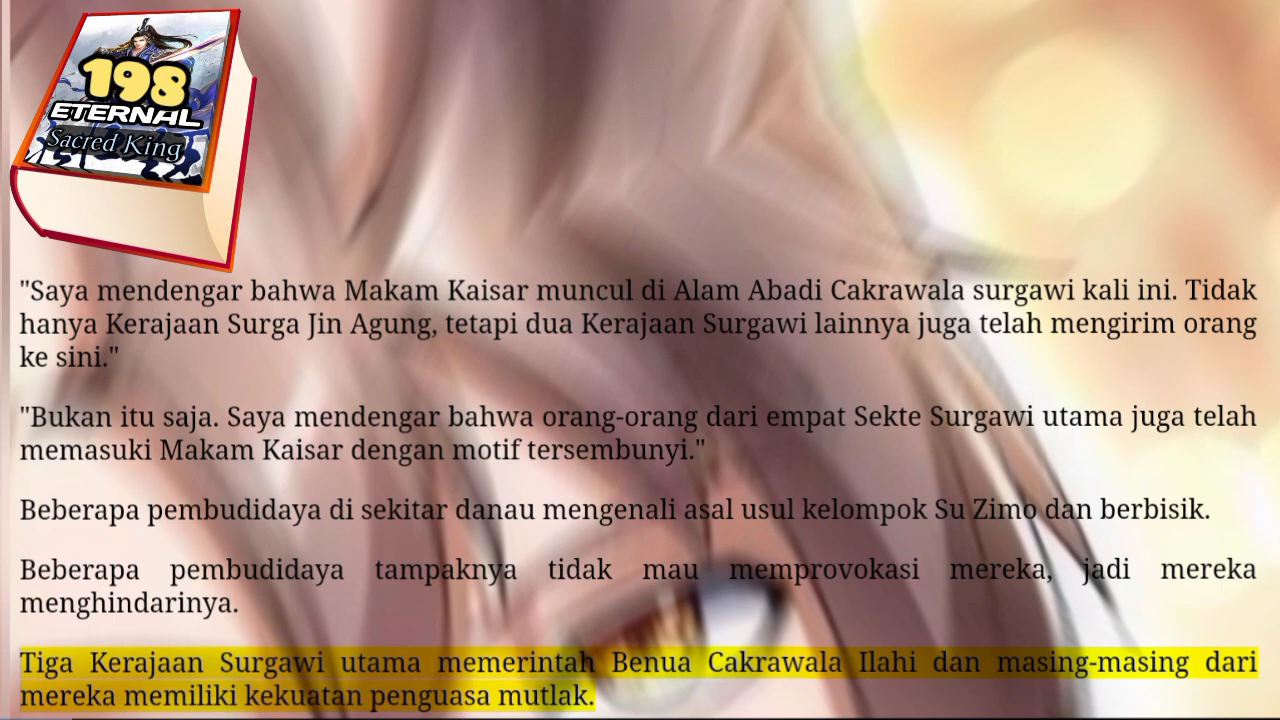 198
ETERNAL
Sacred King
"Saya mendengar bahwa Makam Kaisar muncul di Alam Abadi Cakrawala surgawi kali ini. Tidak
hanya Kerajaan Surga Jin Agung, tetapi dua Kerajaan Surgawi lainnya juga telah mengirim orang
ke sini."
"Bukan itu saja. Saya mendengar bahwa orang-orang dari empat Sekte Surgawi utama juga telah
memasuki Makam Kaisar dengan motif tersembunyi."
Beberapa pembudidaya di sekitar danau mengenali asal usul kelompok Su Zimo dan berbisik.
Beberapa pembudidaya tampaknya tidak mau memprovokasi mereka, jadi mereka
menghindarinya.
Tiga Kerajaan Surgawi utama memerintah Benua Cakrawala Ilahi dan masing-masing dari
mereka memiliki kekuatan penguasa mutlak.